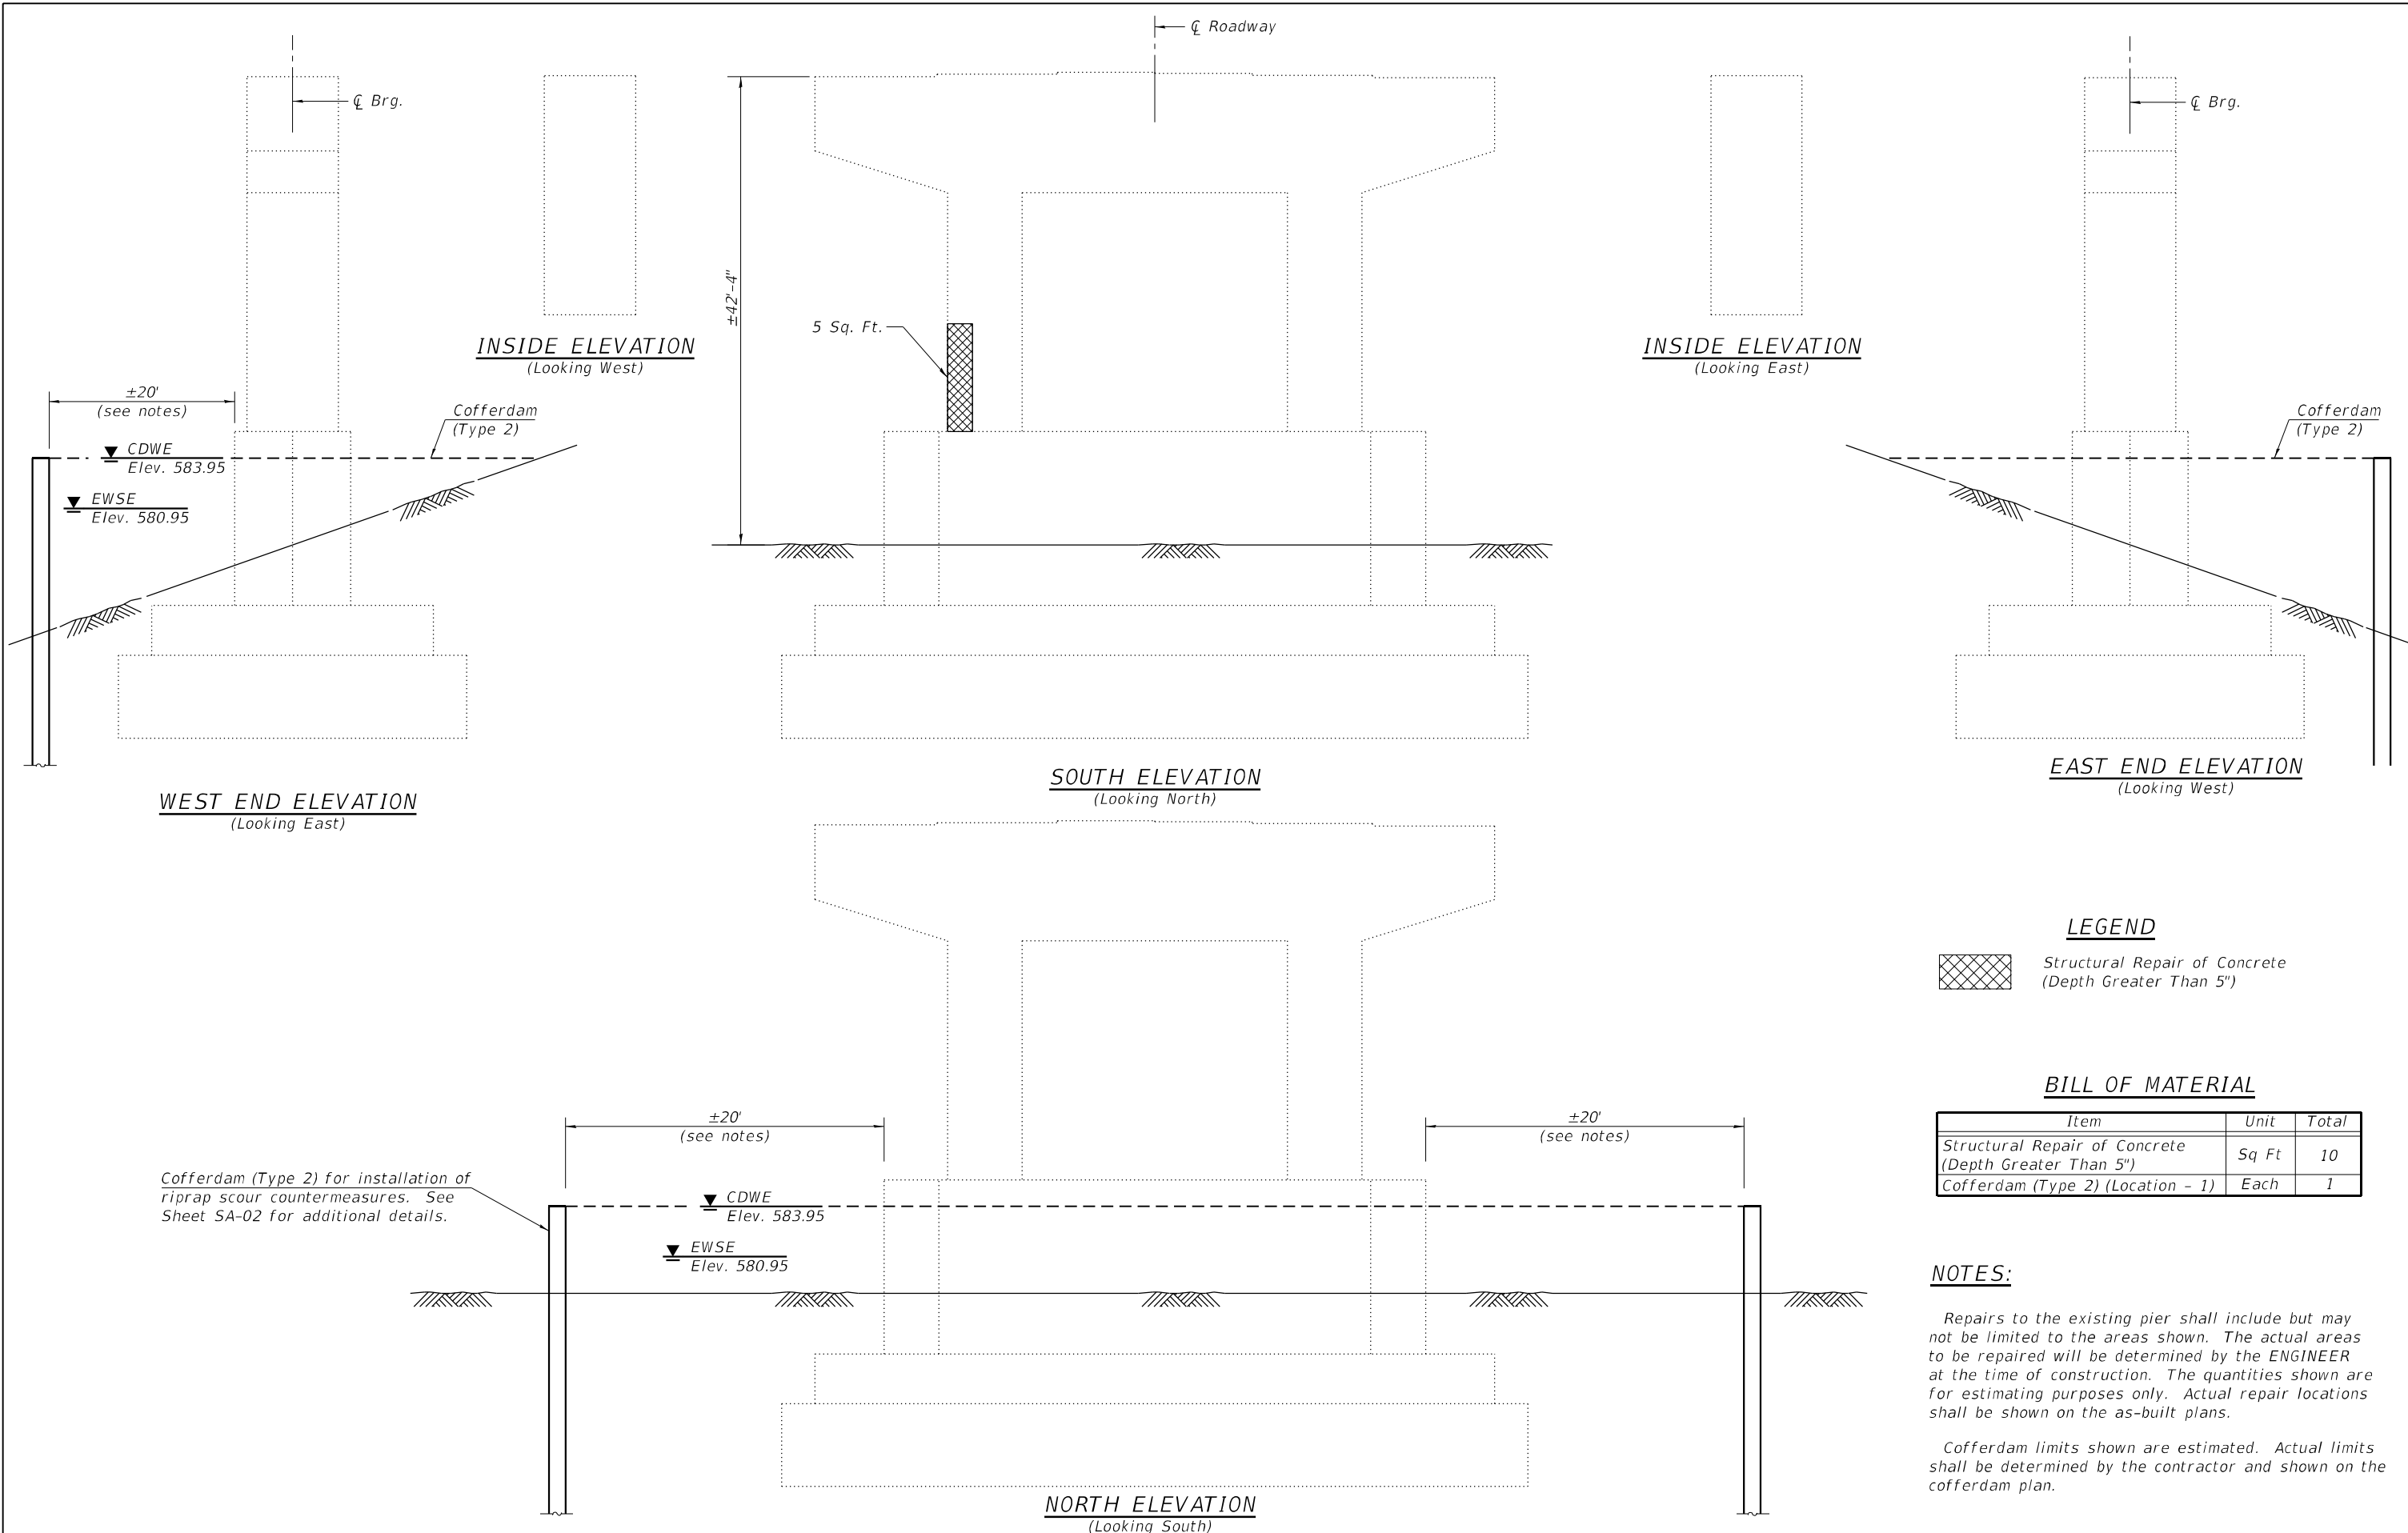 ℄ Roadway
℄ Brg.
℄ Brg.
±42'-4"
5 Sq. Ft.
INSIDE ELEVATION
(Looking West)
INSIDE ELEVATION
(Looking East)
±20'
(see notes)
Cofferdam
(Type 2)
CDWE
Elev. 583.95
EWSE
Elev. 580.95
Cofferdam
(Type 2)
WEST END ELEVATION
(Looking East)
SOUTH ELEVATION
(Looking North)
EAST END ELEVATION
(Looking West)
LEGEND
Structural Repair of Concrete
(Depth Greater Than 5")
BILL OF MATERIAL
Item Unit Total
Structural Repair of Concrete
(Depth Greater Than 5") Sq Ft 10
Cofferdam (Type 2) (Location - 1) Each 1
±20'
(see notes)
±20'
(see notes)
Cofferdam (Type 2) for installation of
riprap scour countermeasures. See
Sheet SA-02 for additional details.
CDWE
Elev. 583.95
EWSE
Elev. 580.95
NORTH ELEVATION
(Looking South)
NOTES:
Repairs to the existing pier shall include but may
not be limited to the areas shown. The actual areas
to be repaired will be determined by the ENGINEER
at the time of construction. The quantities shown are
for estimating purposes only. Actual repair locations
shall be shown on the as-built plans.
Cofferdam limits shown are estimated. Actual limits
shall be determined by the contractor and shown on the
cofferdam plan.